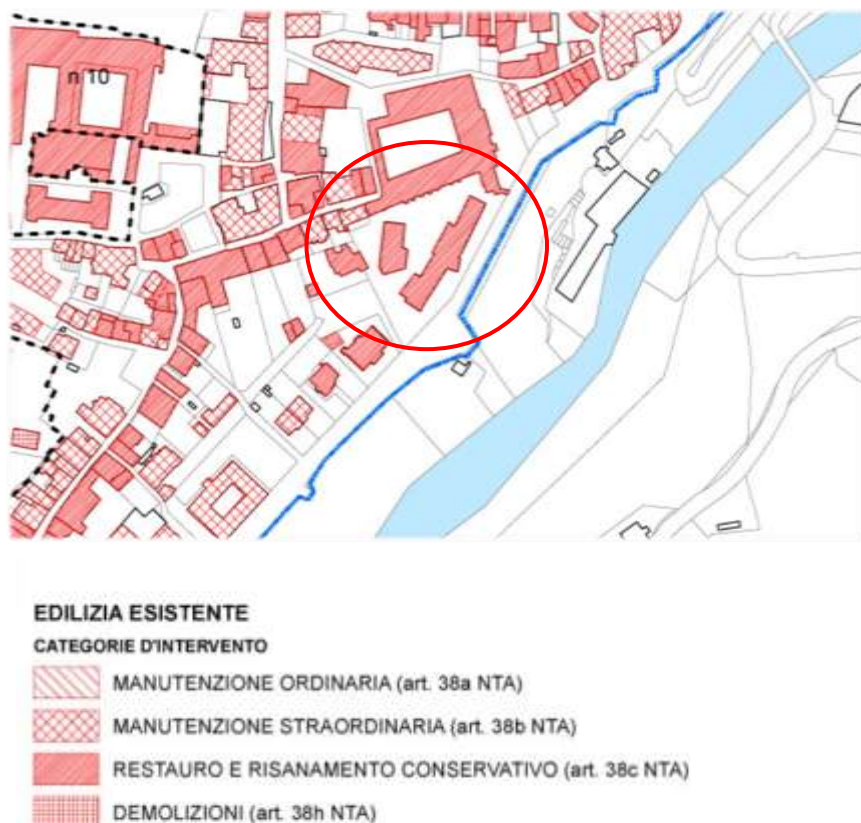 n 10
EDILIZIA ESISTENTE
CATEGORIE D'INTERVENTO
MANUTENZIONE ORDINARIA (art. 38a NTA)
MANUTENZIONE STRAORDINARIA (art. 38b NTA)
RESTAURO E RISANAMENTO CONSERVATIVO (art. 38c NTA)
DEMOLIZIONI (art. 38h NTA)